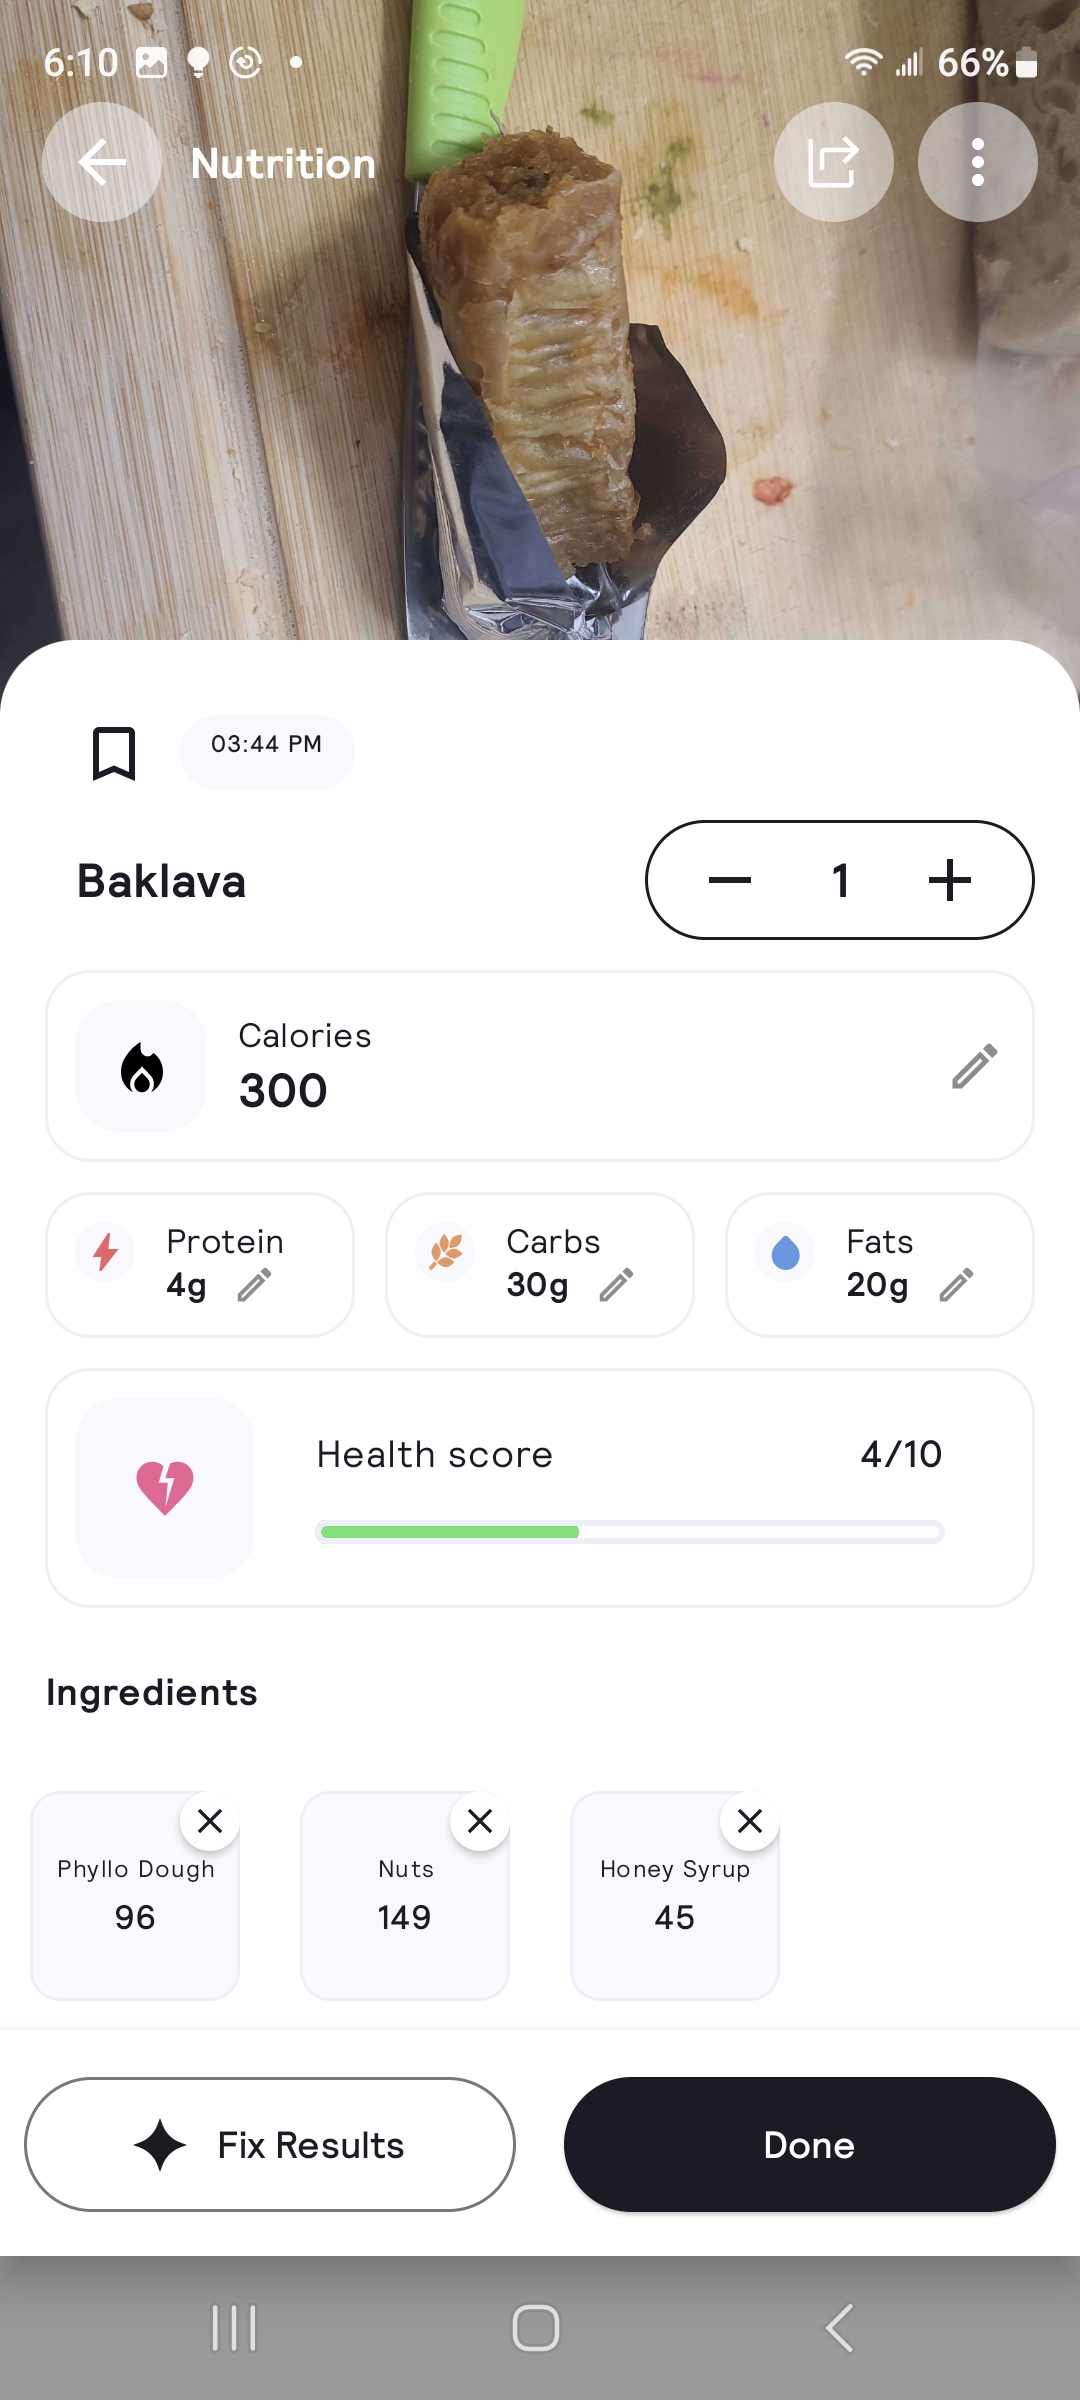 6:10
66%
Nutrition
03:44 PM
Baklava
1
Calories
300
Protein
4g
Carbs
30g
Fats
20g
Health score
4/10
Ingredients
Phyllo Dough
96
Nuts
149
Honey Syrup
45
Fix Results
Done